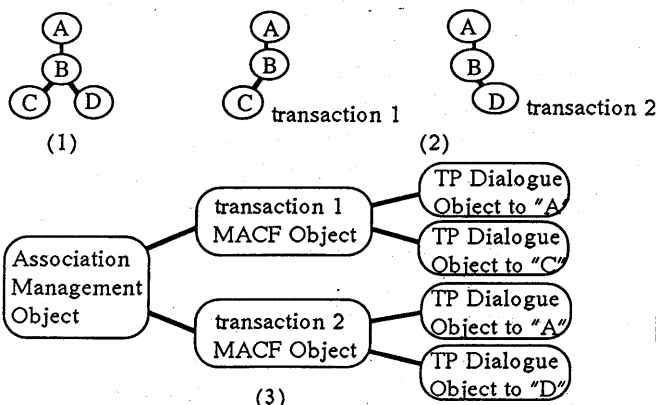 A
B
C
D
(1)
A
B
C
transaction 1
A
B
D
transaction 2
(2)
Association
Management
Object
transaction 1
MACF Object
transaction 2
MACF Object
TP Dialogue
Object to "A"
TP Dialogue
Object to "C"
TP Dialogue
Object to "A"
TP Dialogue
Object to "D"
(3)